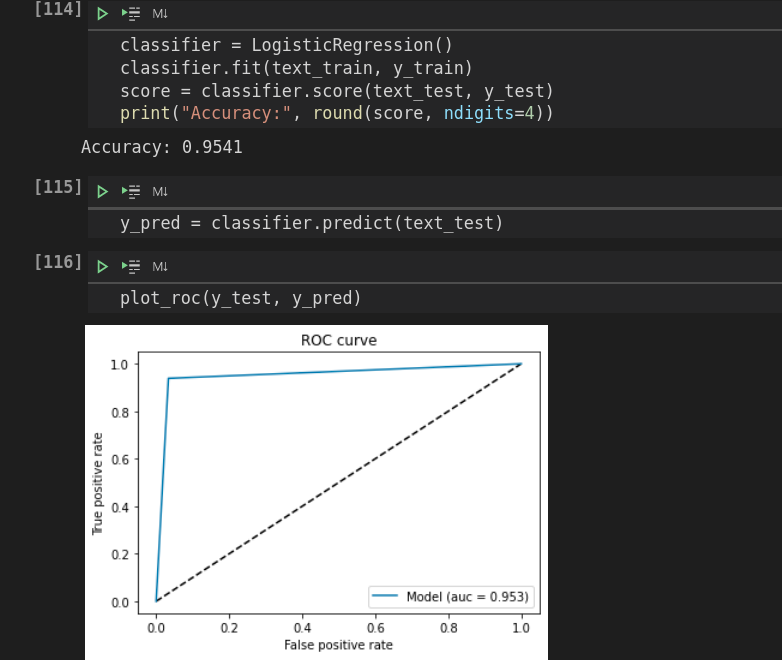 [114]
M↓
classifier = LogisticRegression()
classifier.fit(text_train, y_train)
score = classifier.score(text_test, y_test)
print("Accuracy:", round(score, ndigits=4))
Accuracy: 0.9541
[115]
M↓
y_pred = classifier.predict(text_test)
[116]
M↓
plot_roc(y_test, y_pred)
ROC curve
1.0
0.8
0.6
0.4
0.2
0.0
True positive rate
Model (auc = 0.953)
0.0 0.2 0.4 0.6 0.8 1.0
False positive rate